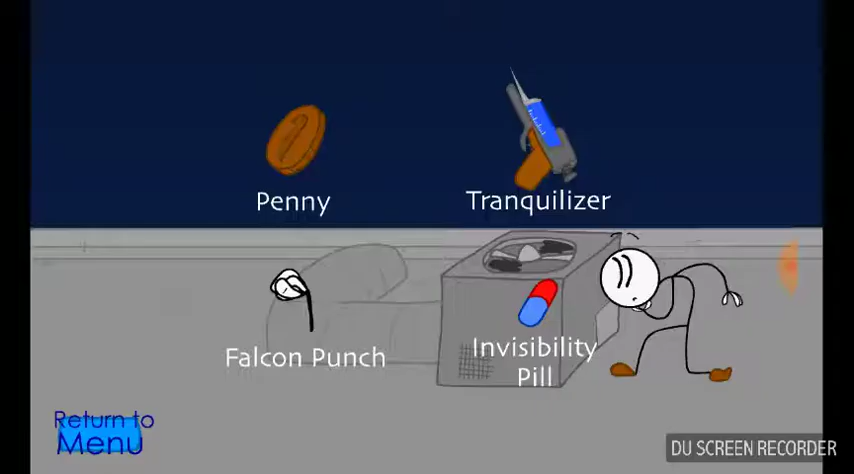 Penny
Tranquilizer
Falcon Punch
Invisibility
Pill
Return to
Menu
DU SCREEN RECORDER